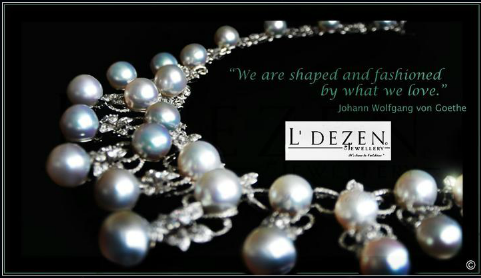 “We are shaped and fashioned
by what we love.”
Johann Wolfgang von Goethe
L' DEZEN
JEWELLERY
©